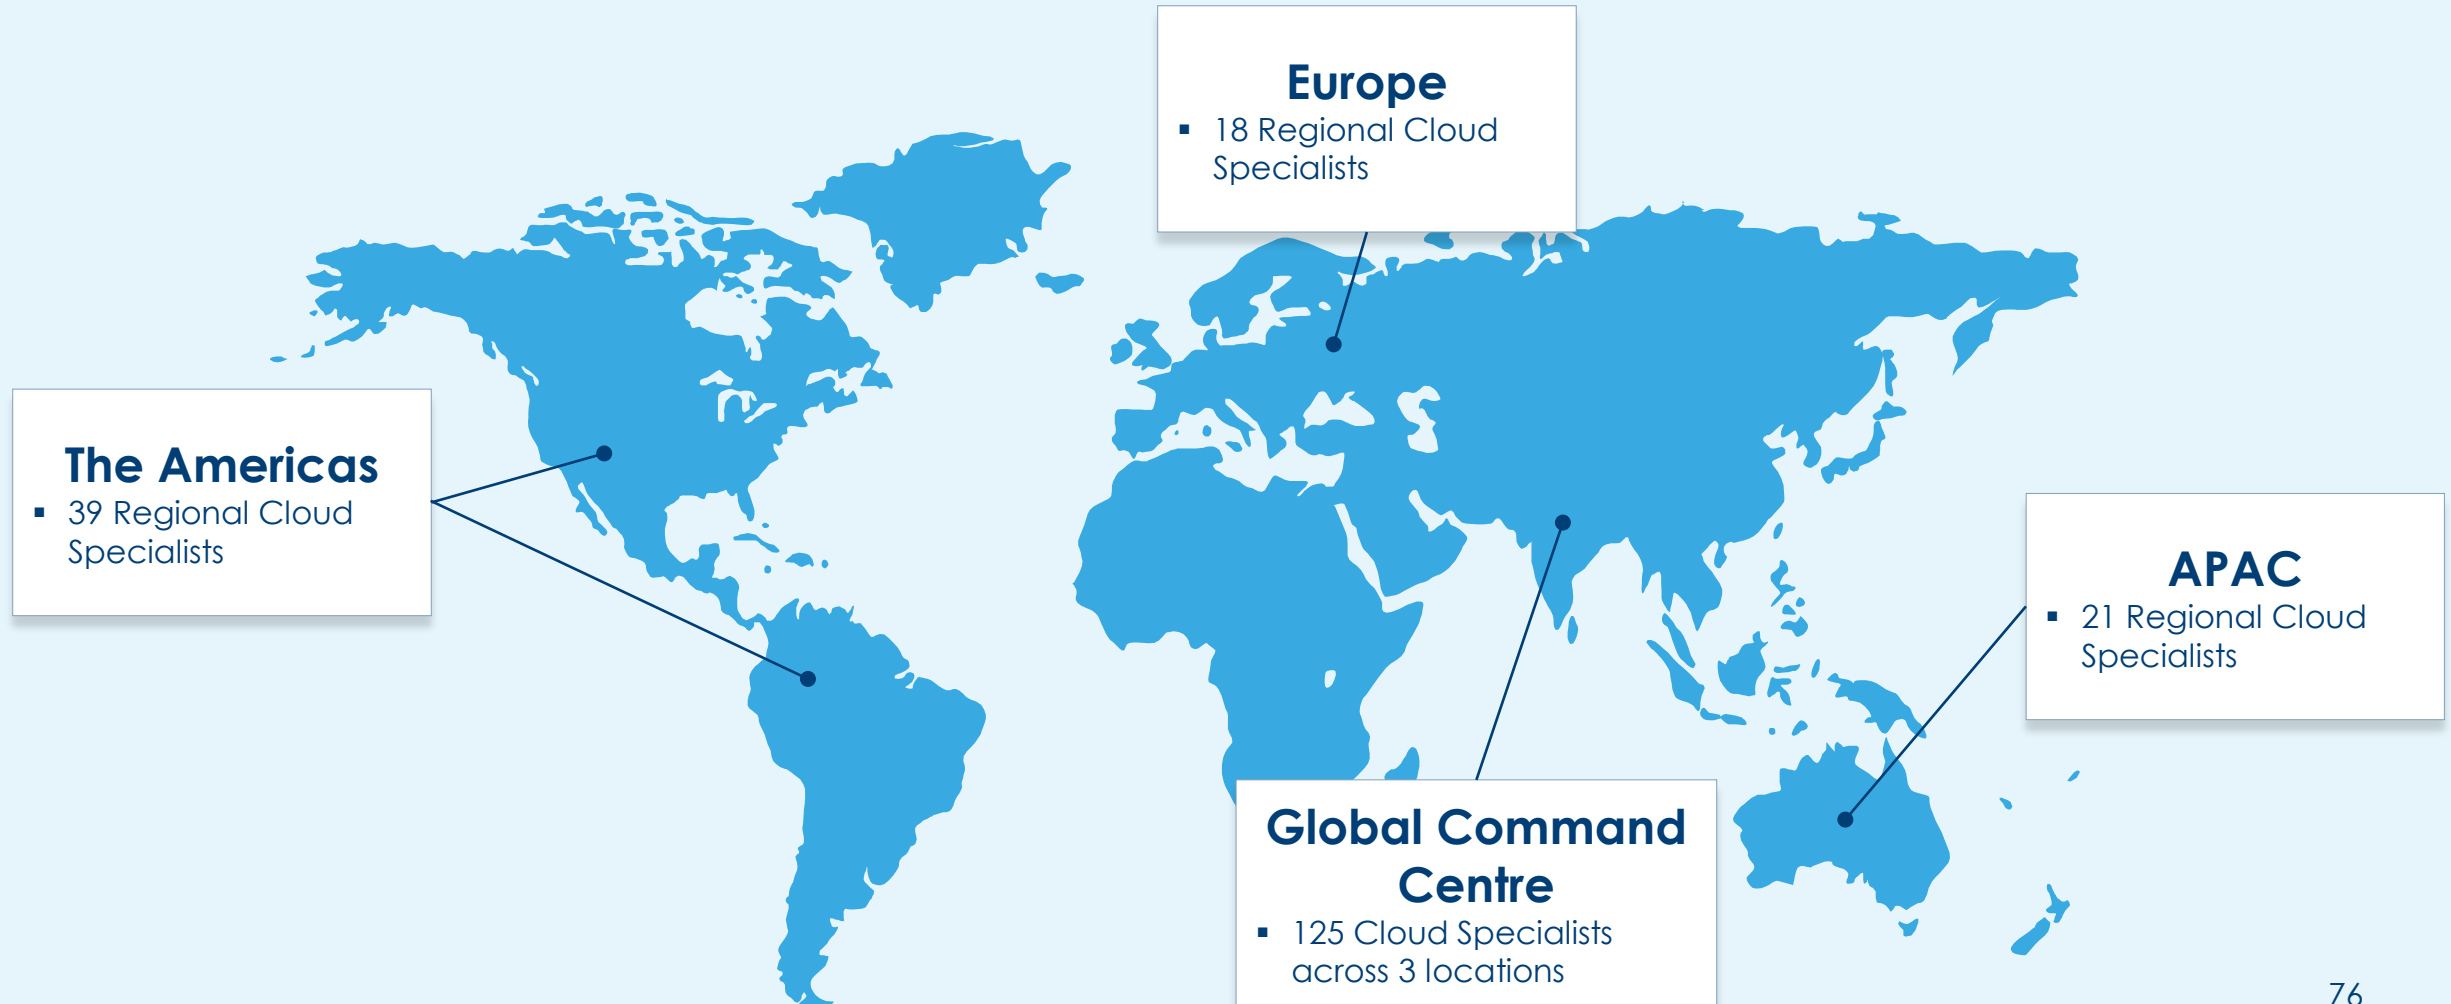 Europe
▪ 18 Regional Cloud
Specialists
The Americas
▪ 39 Regional Cloud
Specialists
APAC
▪ 21 Regional Cloud
Specialists
Global Command
Centre
▪ 125 Cloud Specialists
across 3 locations
76